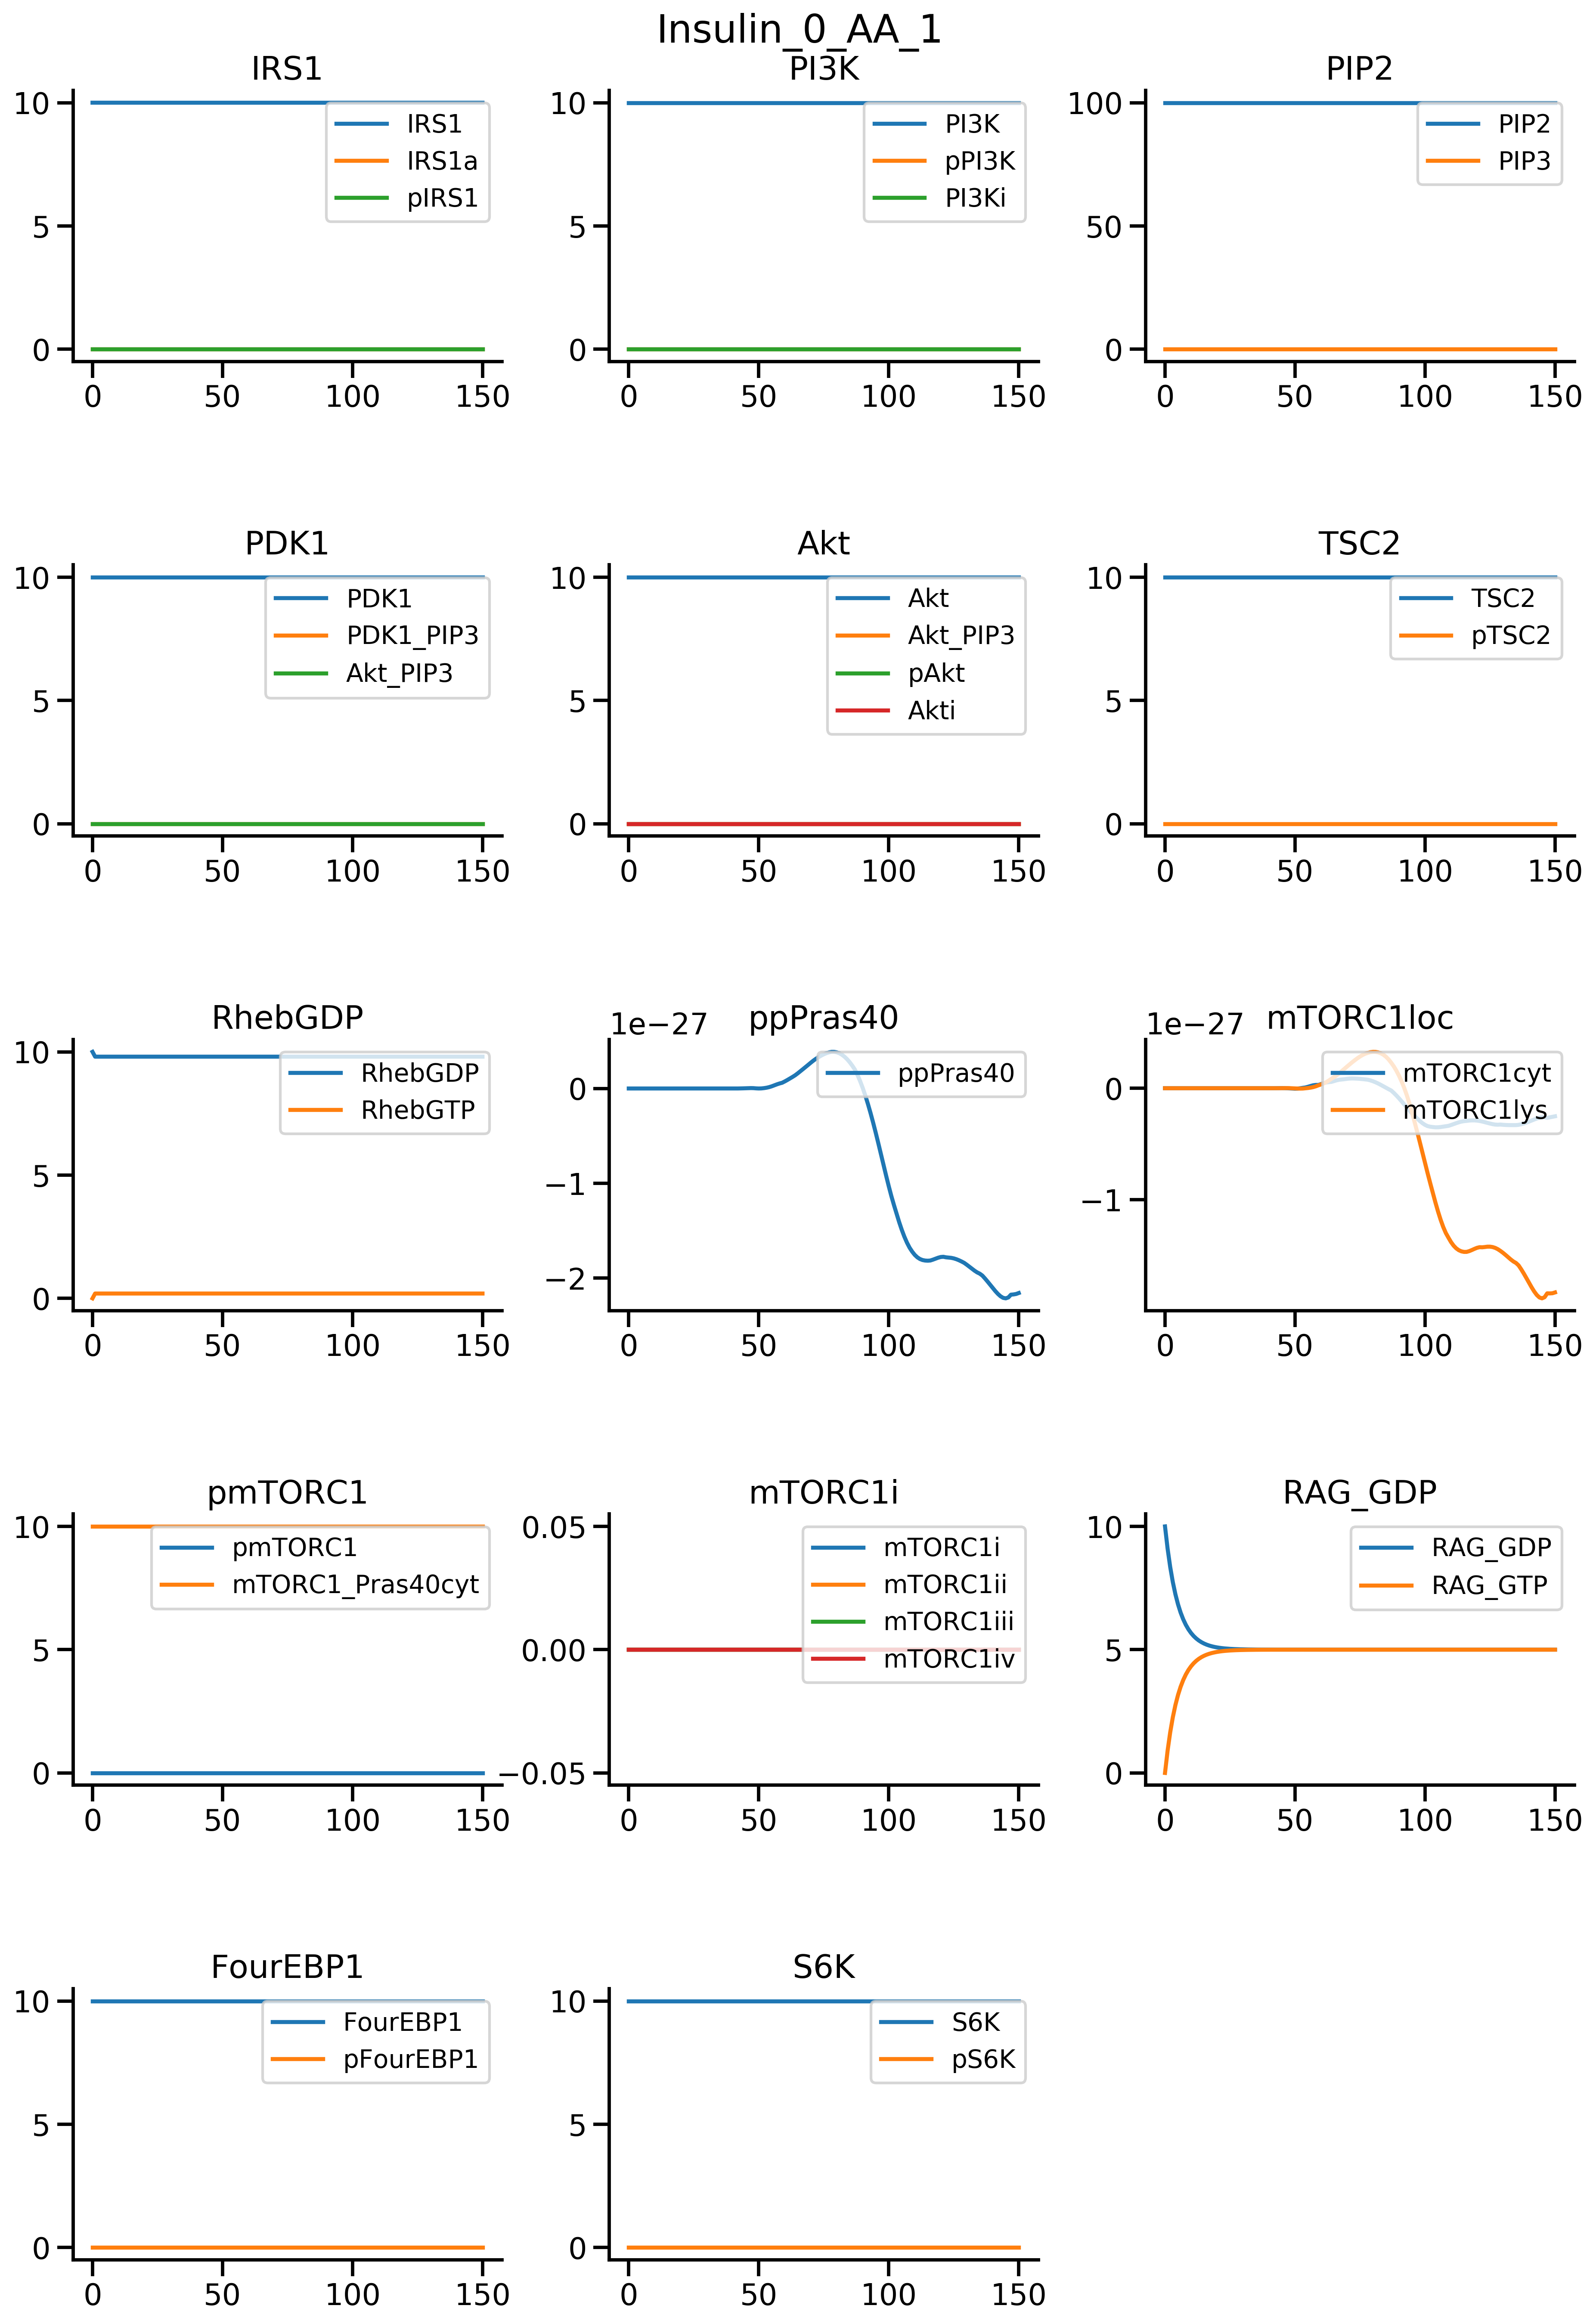 Insulin_0_AA_1
IRS1
10
5
0
0 50 100 150
IRS1
IRS1a
pIRS1
PI3K
10
5
0
0 50 100 150
PI3K
pPI3K
PI3Ki
PIP2
100
50
0
0 50 100 150
PIP2
PIP3
PDK1
10
5
0
0 50 100 150
PDK1
PDK1_PIP3
Akt_PIP3
Akt
10
5
0
0 50 100 150
Akt
Akt_PIP3
pAkt
Akti
TSC2
10
5
0
0 50 100 150
TSC2
pTSC2
RhebGDP
10
5
0
0 50 100 150
RhebGDP
RhebGTP
1e−27 ppPras40
0
−1
−2
0 50 100 150
ppPras40
1e−27 mTORC1loc
0
−1
0 50 100 150
mTORC1cyt
mTORC1lys
pmTORC1
10
5
0
0 50 100 150
pmTORC1
mTORC1_Pras40cyt
mTORC1i
0.05
0.00
−0.05
0 50 100 150
mTORC1i
mTORC1ii
mTORC1iii
mTORC1iv
RAG_GDP
10
5
0
0 50 100 150
RAG_GDP
RAG_GTP
FourEBP1
10
5
0
0 50 100 150
FourEBP1
pFourEBP1
S6K
10
5
0
0 50 100 150
S6K
pS6K